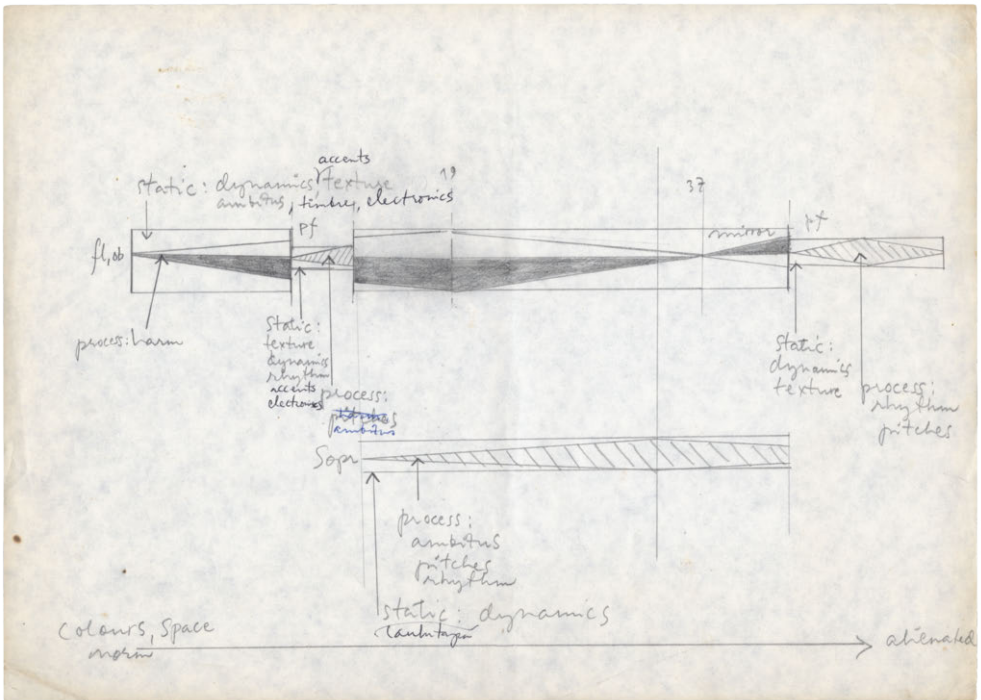 accents
static: dynamics, texture
ambitus, timbre, electronics
19
37
pf
mirror
pf
fl, ob
process: harm
static:
texture
dynamics
rhythm
accents
electronics
process:
ambitus
static:
dynamics
texture
process:
rhythm
pitches
Sopr
process:
ambitus
pitches
rhythm
static: dynamics
Colours, Space
norm
alienated